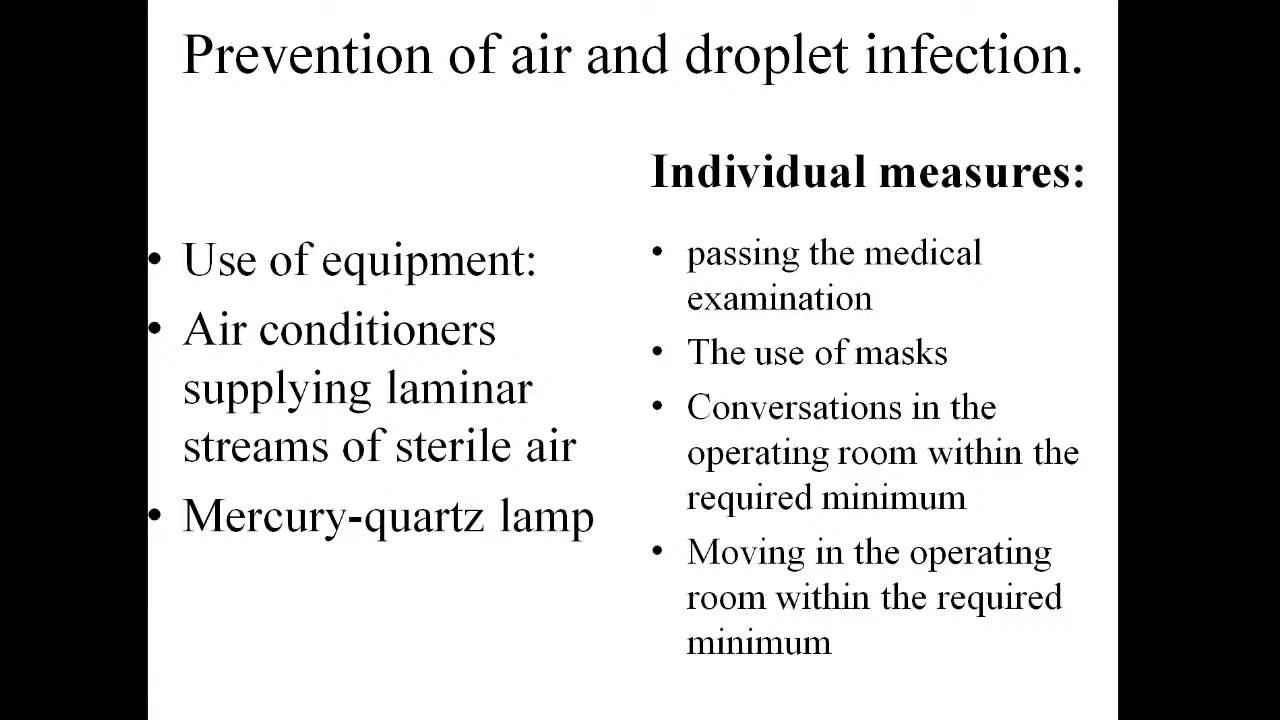 Prevention of air and droplet infection.
• Use of equipment:
• Air conditioners
supplying laminar
streams of sterile air
• Mercury-quartz lamp
Individual measures:
• passing the medical
examination
• The use of masks
• Conversations in the
operating room within the
required minimum
• Moving in the operating
room within the required
minimum